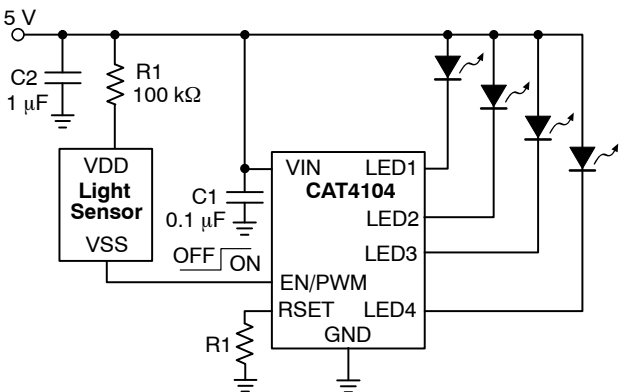 5 V
C2
1 μF
R1
100 kΩ
VDD
Light
Sensor
VSS
C1
0.1 μF
OFF
ON
VIN
LED1
CAT4104
LED2
LED3
EN/PWM
RSET
LED4
GND
R1